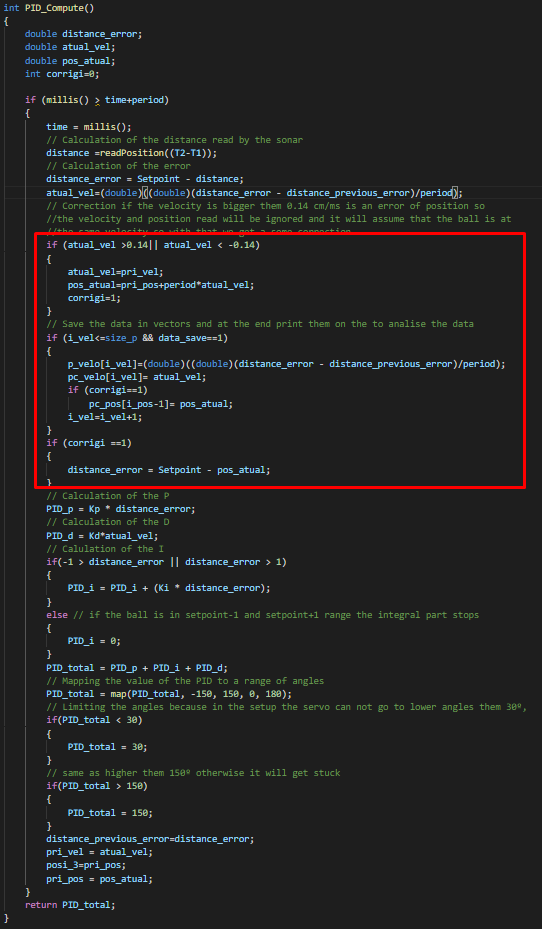 int PID_Compute()
{
double distance_error;
double atual_vel;
double pos_atual;
int corrigi=0;
if (millis() > time+period)
{
time = millis();
// Calculation of the distance read by the sonar
distance =readPosition((T2-T1));
// Calculation of the error
distance_error = Setpoint - distance;
atual_vel=(double)((double)(distance_error - distance_previous_error)/period);
// Correction if the velocity is bigger them 0.14 cm/ms is an error of position so
//the velocity and position read will be ignored and it will assume that the ball is at
//the same velocity so with that we get a some connection
if (atual_vel >0.14|| atual_vel < -0.14)
{
atual_vel=pri_vel;
pos_atual=pri_pos+period*atual_vel;
corrigi=1;
}
// Save the data in vectors and at the end print them on the to analise the data
if (i_vel<=size_p && data_save==1)
{
p_velo[i_vel]=(double)((double)(distance_error - distance_previous_error)/period);
pc_velo[i_vel]= atual_vel;
if (corrigi==1)
pc_pos[i_pos-1]= pos_atual;
i_vel=i_vel+1;
}
if (corrigi ==1)
{
distance_error = Setpoint - pos_atual;
}
// Calculation of the P
PID_p = Kp * distance_error;
// Calculation of the D
PID_d = Kd*atual_vel;
// Calulation of the I
if(-1 > distance_error || distance_error > 1)
{
PID_i = PID_i + (Ki * distance_error);
}
else // if the ball is in setpoint-1 and setpoint+1 range the integral part stops
{
PID_i = 0;
}
PID_total = PID_p + PID_i + PID_d;
// Mapping the value of the PID to a range of angles
PID_total = map(PID_total, -150, 150, 0, 180);
// Limiting the angles because in the setup the servo can not go to lower angles them 30º,
if(PID_total < 30)
{
PID_total = 30;
}
// same as higher them 150º otherwise it will get stuck
if(PID_total > 150)
{
PID_total = 150;
}
distance_previous_error=distance_error;
pri_vel = atual_vel;
posi_3=pri_pos;
pri_pos = pos_atual;
}
return PID_total;
}